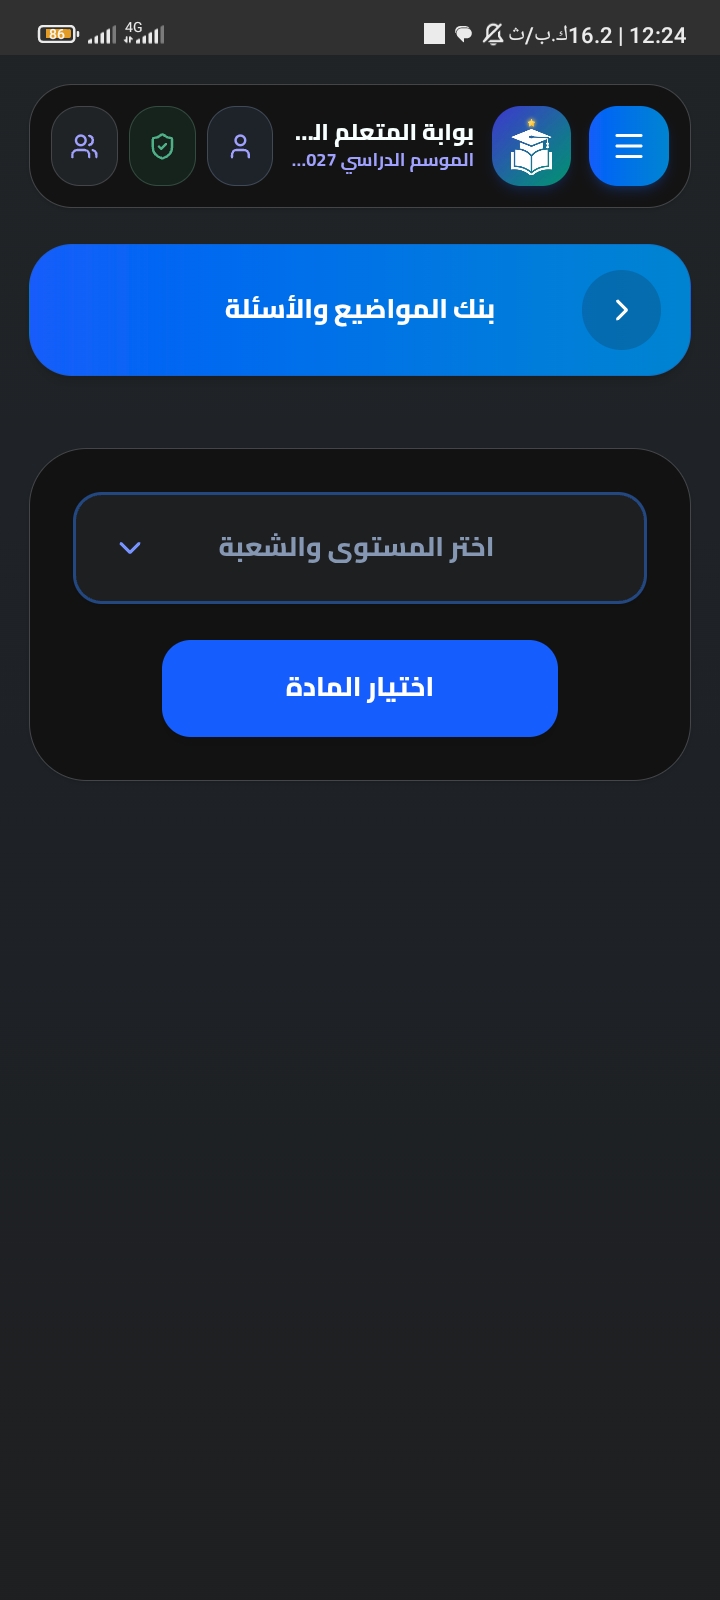 12:24 | 16.2ك.ب/ث
4G
86
بوابة المتعلم الـ...
الموسم الدراسي 027...
بنك المواضيع والأسئلة
اختر المستوى والشعبة
اختيار المادة